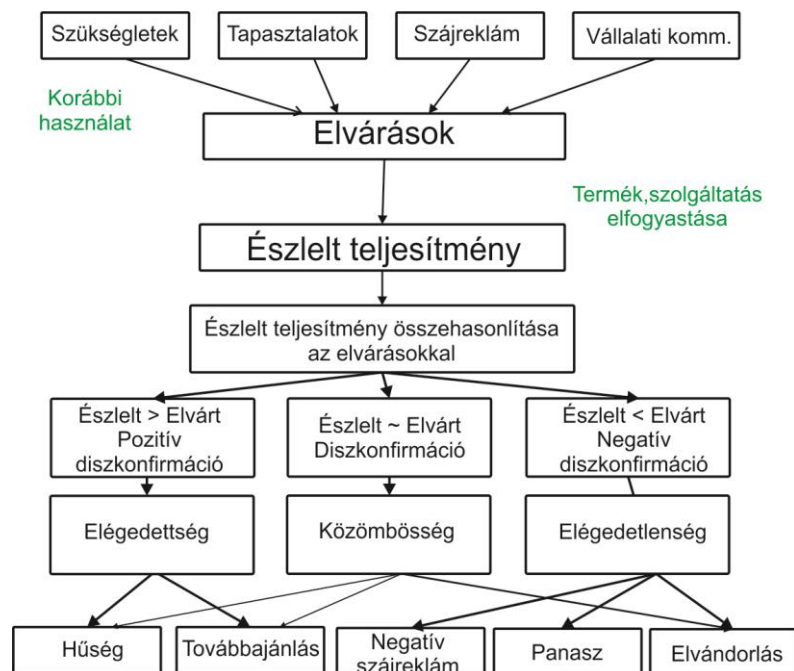 Szükségletek
Tapasztalatok
Szájreklám
Vállalati komm.
Korábbi
használat
Elvárások
Termék,szolgáltatás
elfogyastása
Észlelt teljesítmény
Észlelt teljesítmény összehasonlítása
az elvárásokkal
Észlelt > Elvárt
Pozitív
diszkonfirmáció
Észlelt ~ Elvárt
Diszkonfirmáció
Észlelt < Elvárt
Negatív
diszkonfirmáció
Elégedettség
Közömbösség
Elégedetlenség
Hűség
Továbbajánlás
Negatív
szájreklám
Panasz
Elvándorlás